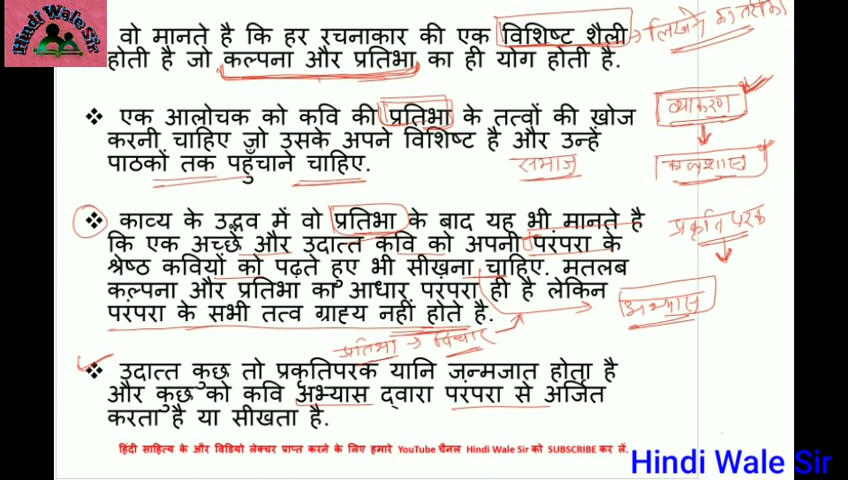 Hindi Wale Sir
वो मानते है कि हर रचनाकार की एक विशिष्ट शैली → लिखने का तरीका
होती है जो कल्पना और प्रतिभा का ही योग होती है.
❖ एक आलोचक को कवि की प्रतिभा के तत्वों की खोज
करनी चाहिए जो उसके अपने विशिष्ट है और उन्हें
पाठकों तक पहुँचाने चाहिए.
व्याकरण
समाज
❖ काव्य के उद्भव में वो प्रतिभा के बाद यह भी मानते है
कि एक अच्छे और उदात्त कवि को अपनी परंपरा के
श्रेष्ठ कवियों को पढ़ते हुए भी सीखना चाहिए. मतलब
कल्पना और प्रतिभा का आधार परंपरा ही है लेकिन
परंपरा के सभी तत्व ग्राह्य नहीं होते है.
प्रकृति परक
अभ्यास
प्रतिभा → विचार
❖ उदात्त कुछ तो प्रकृतिपरक यानि जन्मजात होता है
और कुछ को कवि अभ्यास द्वारा परंपरा से अर्जित
करता है या सीखता है.
हिंदी साहित्य के और विडियो लेक्चर प्राप्त करने के लिए हमारे YouTube चैनल Hindi Wale Sir को SUBSCRIBE कर लें.
Hindi Wale Sir